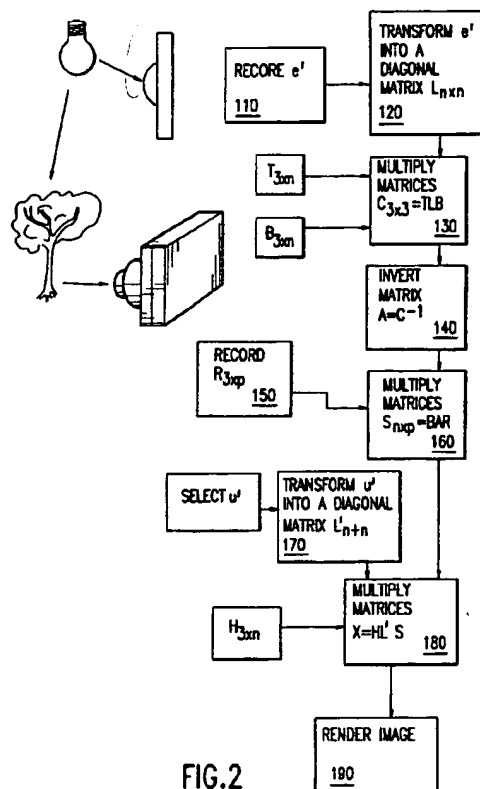 RECORE e'
110
TRANSFORM e'
INTO A
DIAGONAL
MATRIX Lnxn
120
T3xn
B3xn
MULTIPLY
MATRICES
C3x3=TLB
130
INVERT
MATRIX
A=C-1
140
RECORD
R3xp
150
MULTIPLY
MATRICES
Snxp=BAR
160
SELECT u'
TRANSFORM u'
INTO A DIAGONAL
MATRIX L'n+n
170
H3xn
MULTIPLY
MATRICES
X=HL' S
180
RENDER IMAGE
190
FIG.2